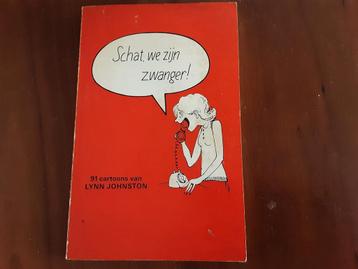 Schat, we zijn
zwanger!
91 cartoons van
LYNN JOHNSTON